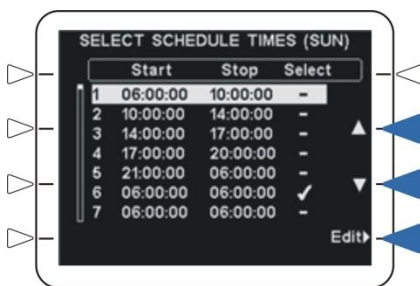 SELECT SCHEDULE TIMES (SUN)
Start Stop Select
1 06:00:00 10:00:00 -
2 10:00:00 14:00:00 -
3 14:00:00 17:00:00 -
4 17:00:00 20:00:00 -
5 21:00:00 06:00:00 -
6 06:00:00 06:00:00 ✓
7 06:00:00 06:00:00 -
Edit